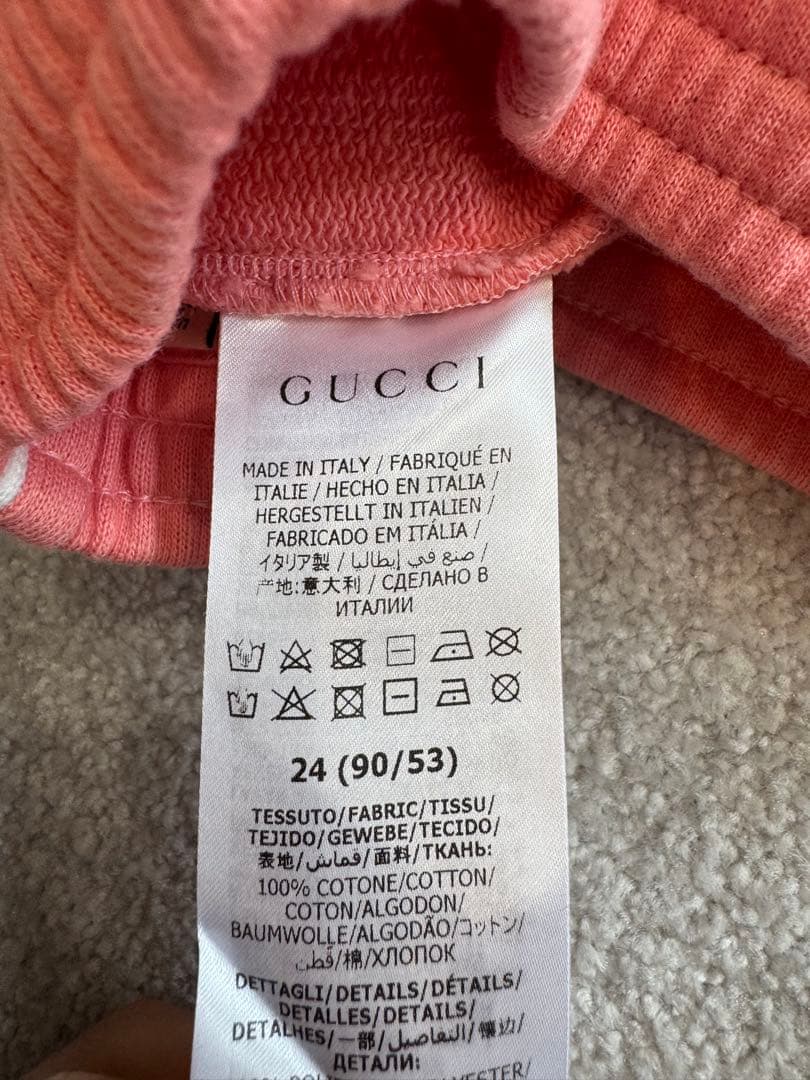 GUCCI
MADE IN ITALY / FABRIQUÉ EN
ITALIE / HECHO EN ITALIA /
HERGESTELLT IN ITALIEN /
FABRICADO EM ITÁLIA /
イタリア製 / صنع في إيطاليا /
产地:意大利 / СДЕЛАНО В
ИТАЛИИ
24 (90/53)
TESSUTO/FABRIC/TISSU/
TEJIDO/GEWEBE/TECIDO/
表地/قماش/面料/ТКАНЬ:
100% COTONE/COTTON/
COTON/ALGODON/
BAUMWOLLE/ALGODÃO/コットン/
قطن/棉/ХЛОПОК
DETTAGLI/DETAILS/DÉTAILS/
DETALLES/DETAILS/
DETALHES/一部/التفاصيل/镶边/
ДЕТАЛИ: